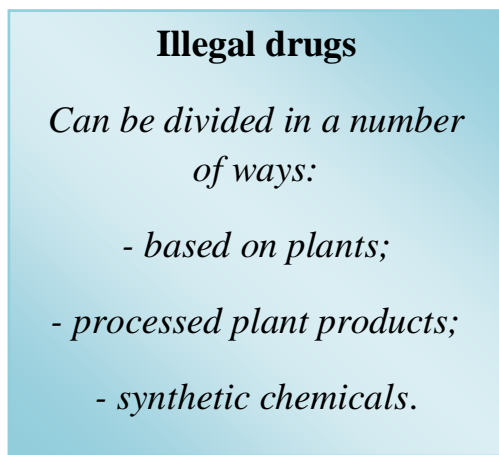 Illegal drugs
Can be divided in a number
of ways:
- based on plants;
- processed plant products;
- synthetic chemicals.